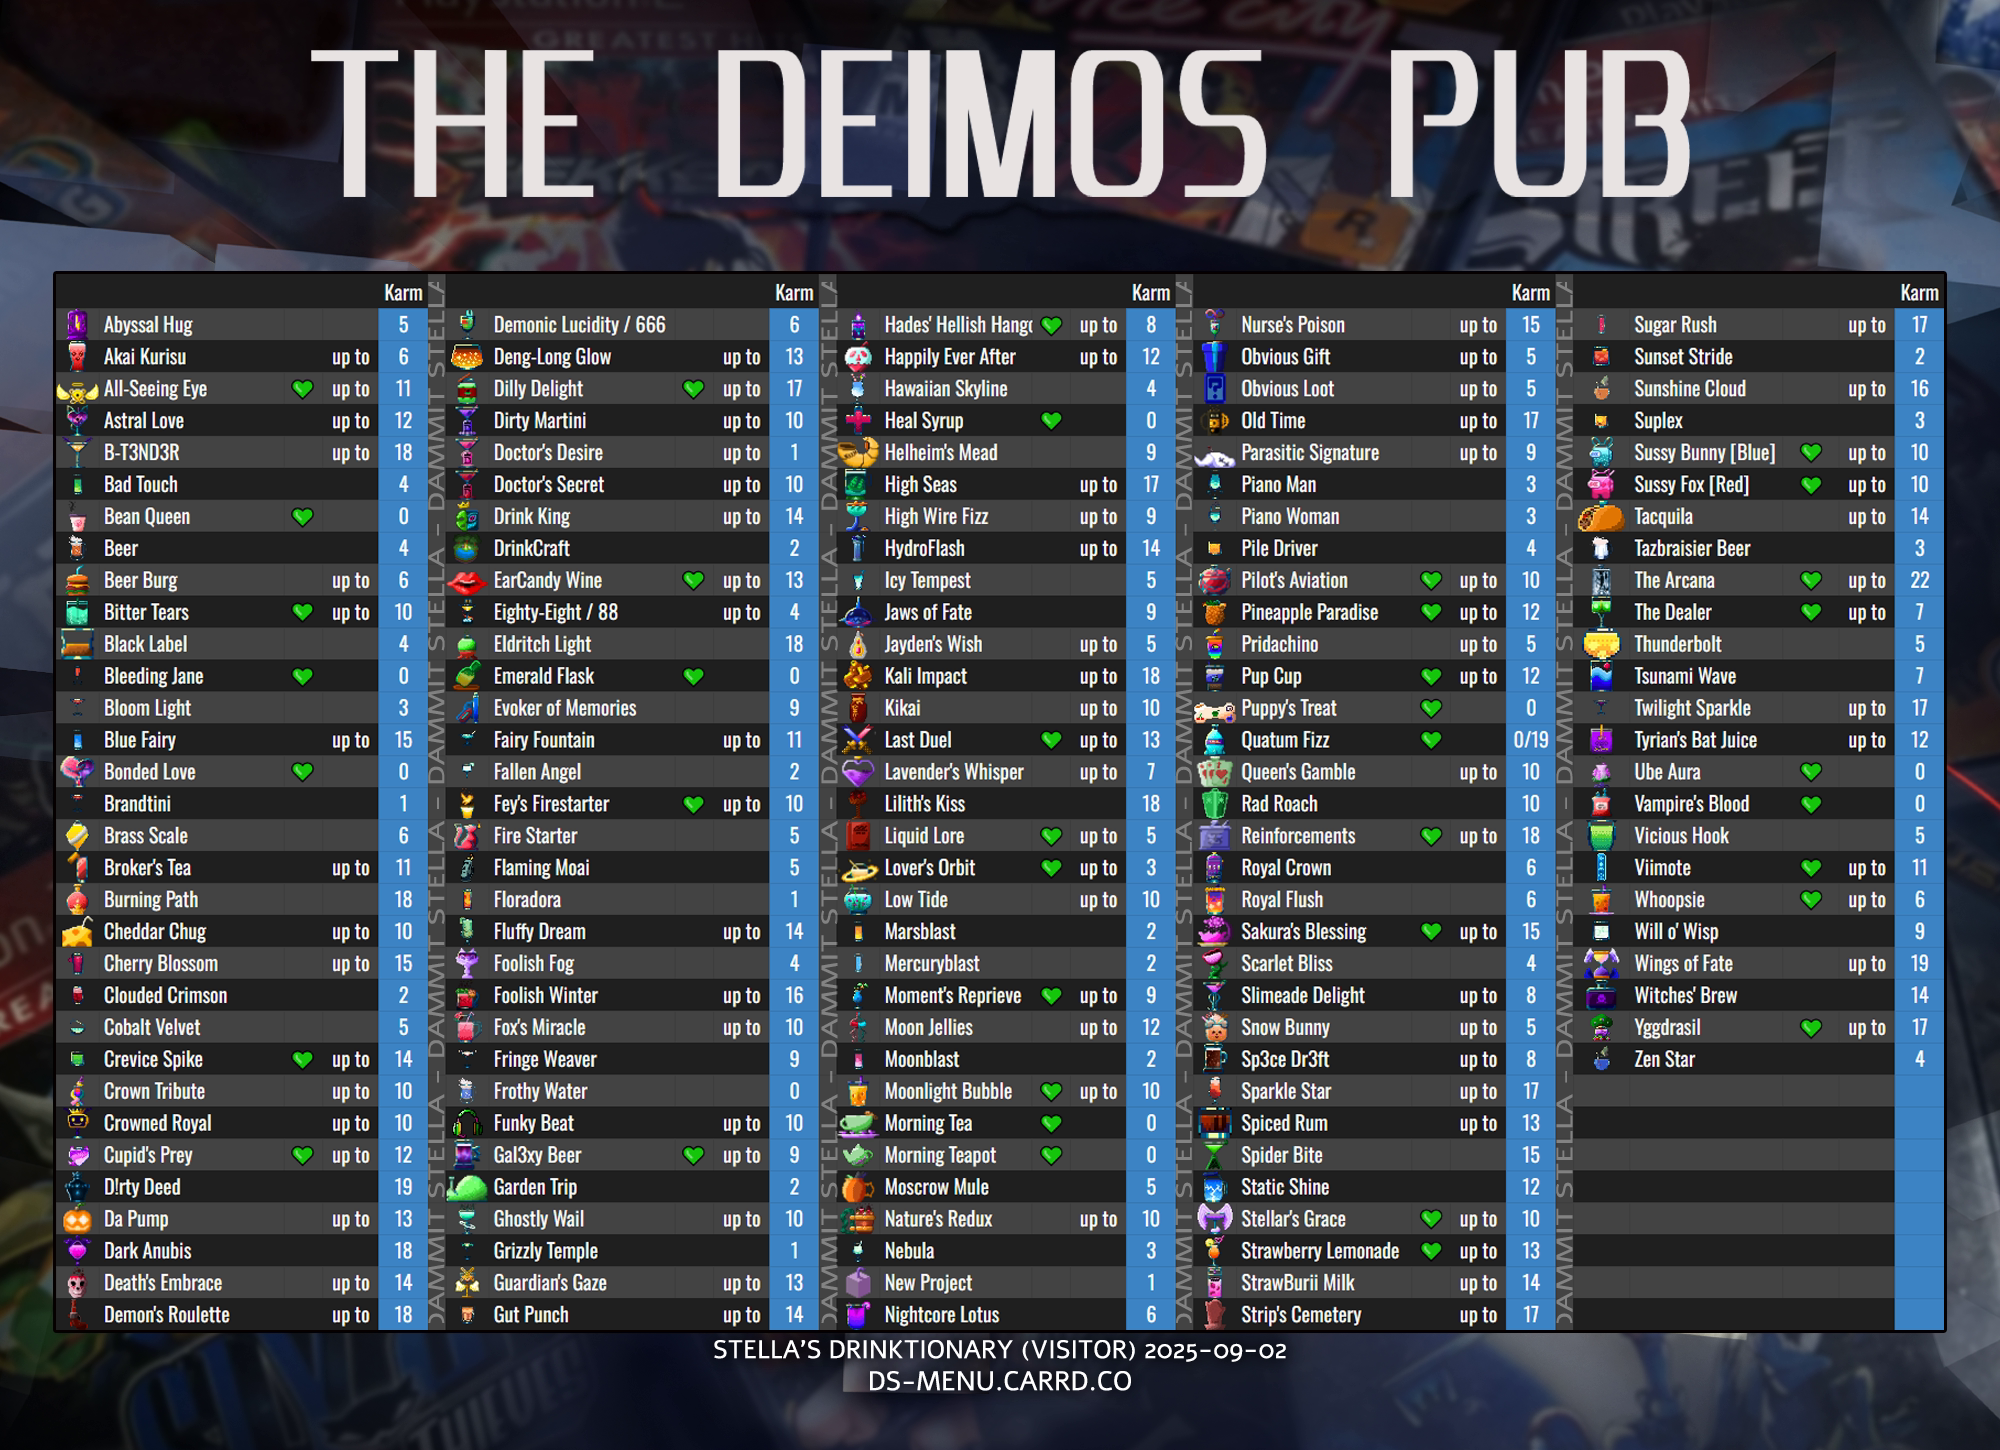 THE DEIMOS PUB
Karm
Abyssal Hug 5
Akai Kurisu up to 6
All-Seeing Eye up to 11
Astral Love up to 12
B-T3ND3R up to 18
Bad Touch 4
Bean Queen 0
Beer 4
Beer Burg up to 6
Bitter Tears up to 10
Black Label 4
Bleeding Jane 0
Bloom Light 3
Blue Fairy up to 15
Bonded Love 0
Brandtini 1
Brass Scale 6
Broker's Tea up to 11
Burning Path 18
Cheddar Chug up to 10
Cherry Blossom up to 15
Clouded Crimson 2
Cobalt Velvet 5
Crevice Spike up to 14
Crown Tribute up to 10
Crowned Royal up to 10
Cupid's Prey up to 12
D!rty Deed 19
Da Pump up to 13
Dark Anubis 18
Death's Embrace up to 14
Demon's Roulette up to 18
STELLA - DAMMIT STELLA - DAMMIT STELLA
Karm
Demonic Lucidity / 666 6
Deng-Long Glow up to 13
Dilly Delight up to 17
Dirty Martini up to 10
Doctor's Desire up to 1
Doctor's Secret up to 10
Drink King up to 14
DrinkCraft 2
EarCandy Wine up to 13
Eighty-Eight / 88 up to 4
Eldritch Light 18
Emerald Flask 0
Evoker of Memories 9
Fairy Fountain up to 11
Fallen Angel 2
Fey's Firestarter up to 10
Fire Starter 5
Flaming Moai 5
Floradora 1
Fluffy Dream up to 14
Foolish Fog 4
Foolish Winter up to 16
Fox's Miracle up to 10
Fringe Weaver 9
Frothy Water 0
Funky Beat up to 10
Gal3xy Beer up to 9
Garden Trip 2
Ghostly Wail up to 10
Grizzly Temple 1
Guardian's Gaze up to 13
Gut Punch up to 14
STELLA - DAMMIT STELLA - DAMMIT STELLA
Karm
Hades' Hellish Hang up to 8
Happily Ever After up to 12
Hawaiian Skyline 4
Heal Syrup 0
Helheim's Mead 9
High Seas up to 17
High Wire Fizz up to 9
HydroFlash up to 14
Icy Tempest 5
Jaws of Fate 9
Jayden's Wish up to 5
Kali Impact up to 18
Kikai up to 10
Last Duel up to 13
Lavender's Whisper up to 7
Lilith's Kiss 18
Liquid Lore up to 5
Lover's Orbit up to 3
Low Tide up to 10
Marsblast 2
Mercuryblast 2
Moment's Reprieve up to 9
Moon Jellies up to 12
Moonblast 2
Moonlight Bubble up to 10
Morning Tea 0
Morning Teapot 0
Moscrow Mule 5
Nature's Redux up to 10
Nebula 3
New Project 1
Nightcore Lotus 6
STELLA - DAMMIT STELLA - DAMMIT STELLA
Karm
Nurse's Poison up to 15
Obvious Gift up to 5
Obvious Loot up to 5
Old Time up to 17
Parasitic Signature up to 9
Piano Man 3
Piano Woman 3
Pile Driver 4
Pilot's Aviation up to 10
Pineapple Paradise up to 12
Pridachino up to 5
Pup Cup up to 12
Puppy's Treat 0
Quatum Fizz 0/19
Queen's Gamble up to 10
Rad Roach 10
Reinforcements up to 18
Royal Crown 6
Royal Flush 6
Sakura's Blessing up to 15
Scarlet Bliss 4
Slimeade Delight up to 8
Snow Bunny up to 5
Sp3ce Dr3ft up to 8
Sparkle Star up to 17
Spiced Rum up to 13
Spider Bite 15
Static Shine 12
Stellar's Grace up to 10
Strawberry Lemonade up to 13
StrawBurii Milk up to 14
Strip's Cemetery up to 17
STELLA - DAMMIT STELLA - DAMMIT STELLA
Karm
Sugar Rush up to 17
Sunset Stride 2
Sunshine Cloud up to 16
Suplex 3
Sussy Bunny [Blue] up to 10
Sussy Fox [Red] up to 10
Tacquila up to 14
Tazbraisier Beer 3
The Arcana up to 22
The Dealer up to 7
Thunderbolt 5
Tsunami Wave 7
Twilight Sparkle up to 17
Tyrian's Bat Juice up to 12
Ube Aura 0
Vampire's Blood 0
Vicious Hook 5
Viimote up to 11
Whoopsie up to 6
Will o' Wisp 9
Wings of Fate up to 19
Witches' Brew 14
Yggdrasil up to 17
Zen Star 4
STELLA'S DRINKTIONARY (VISITOR) 2025-09-02
DS-MENU.CARRD.CO